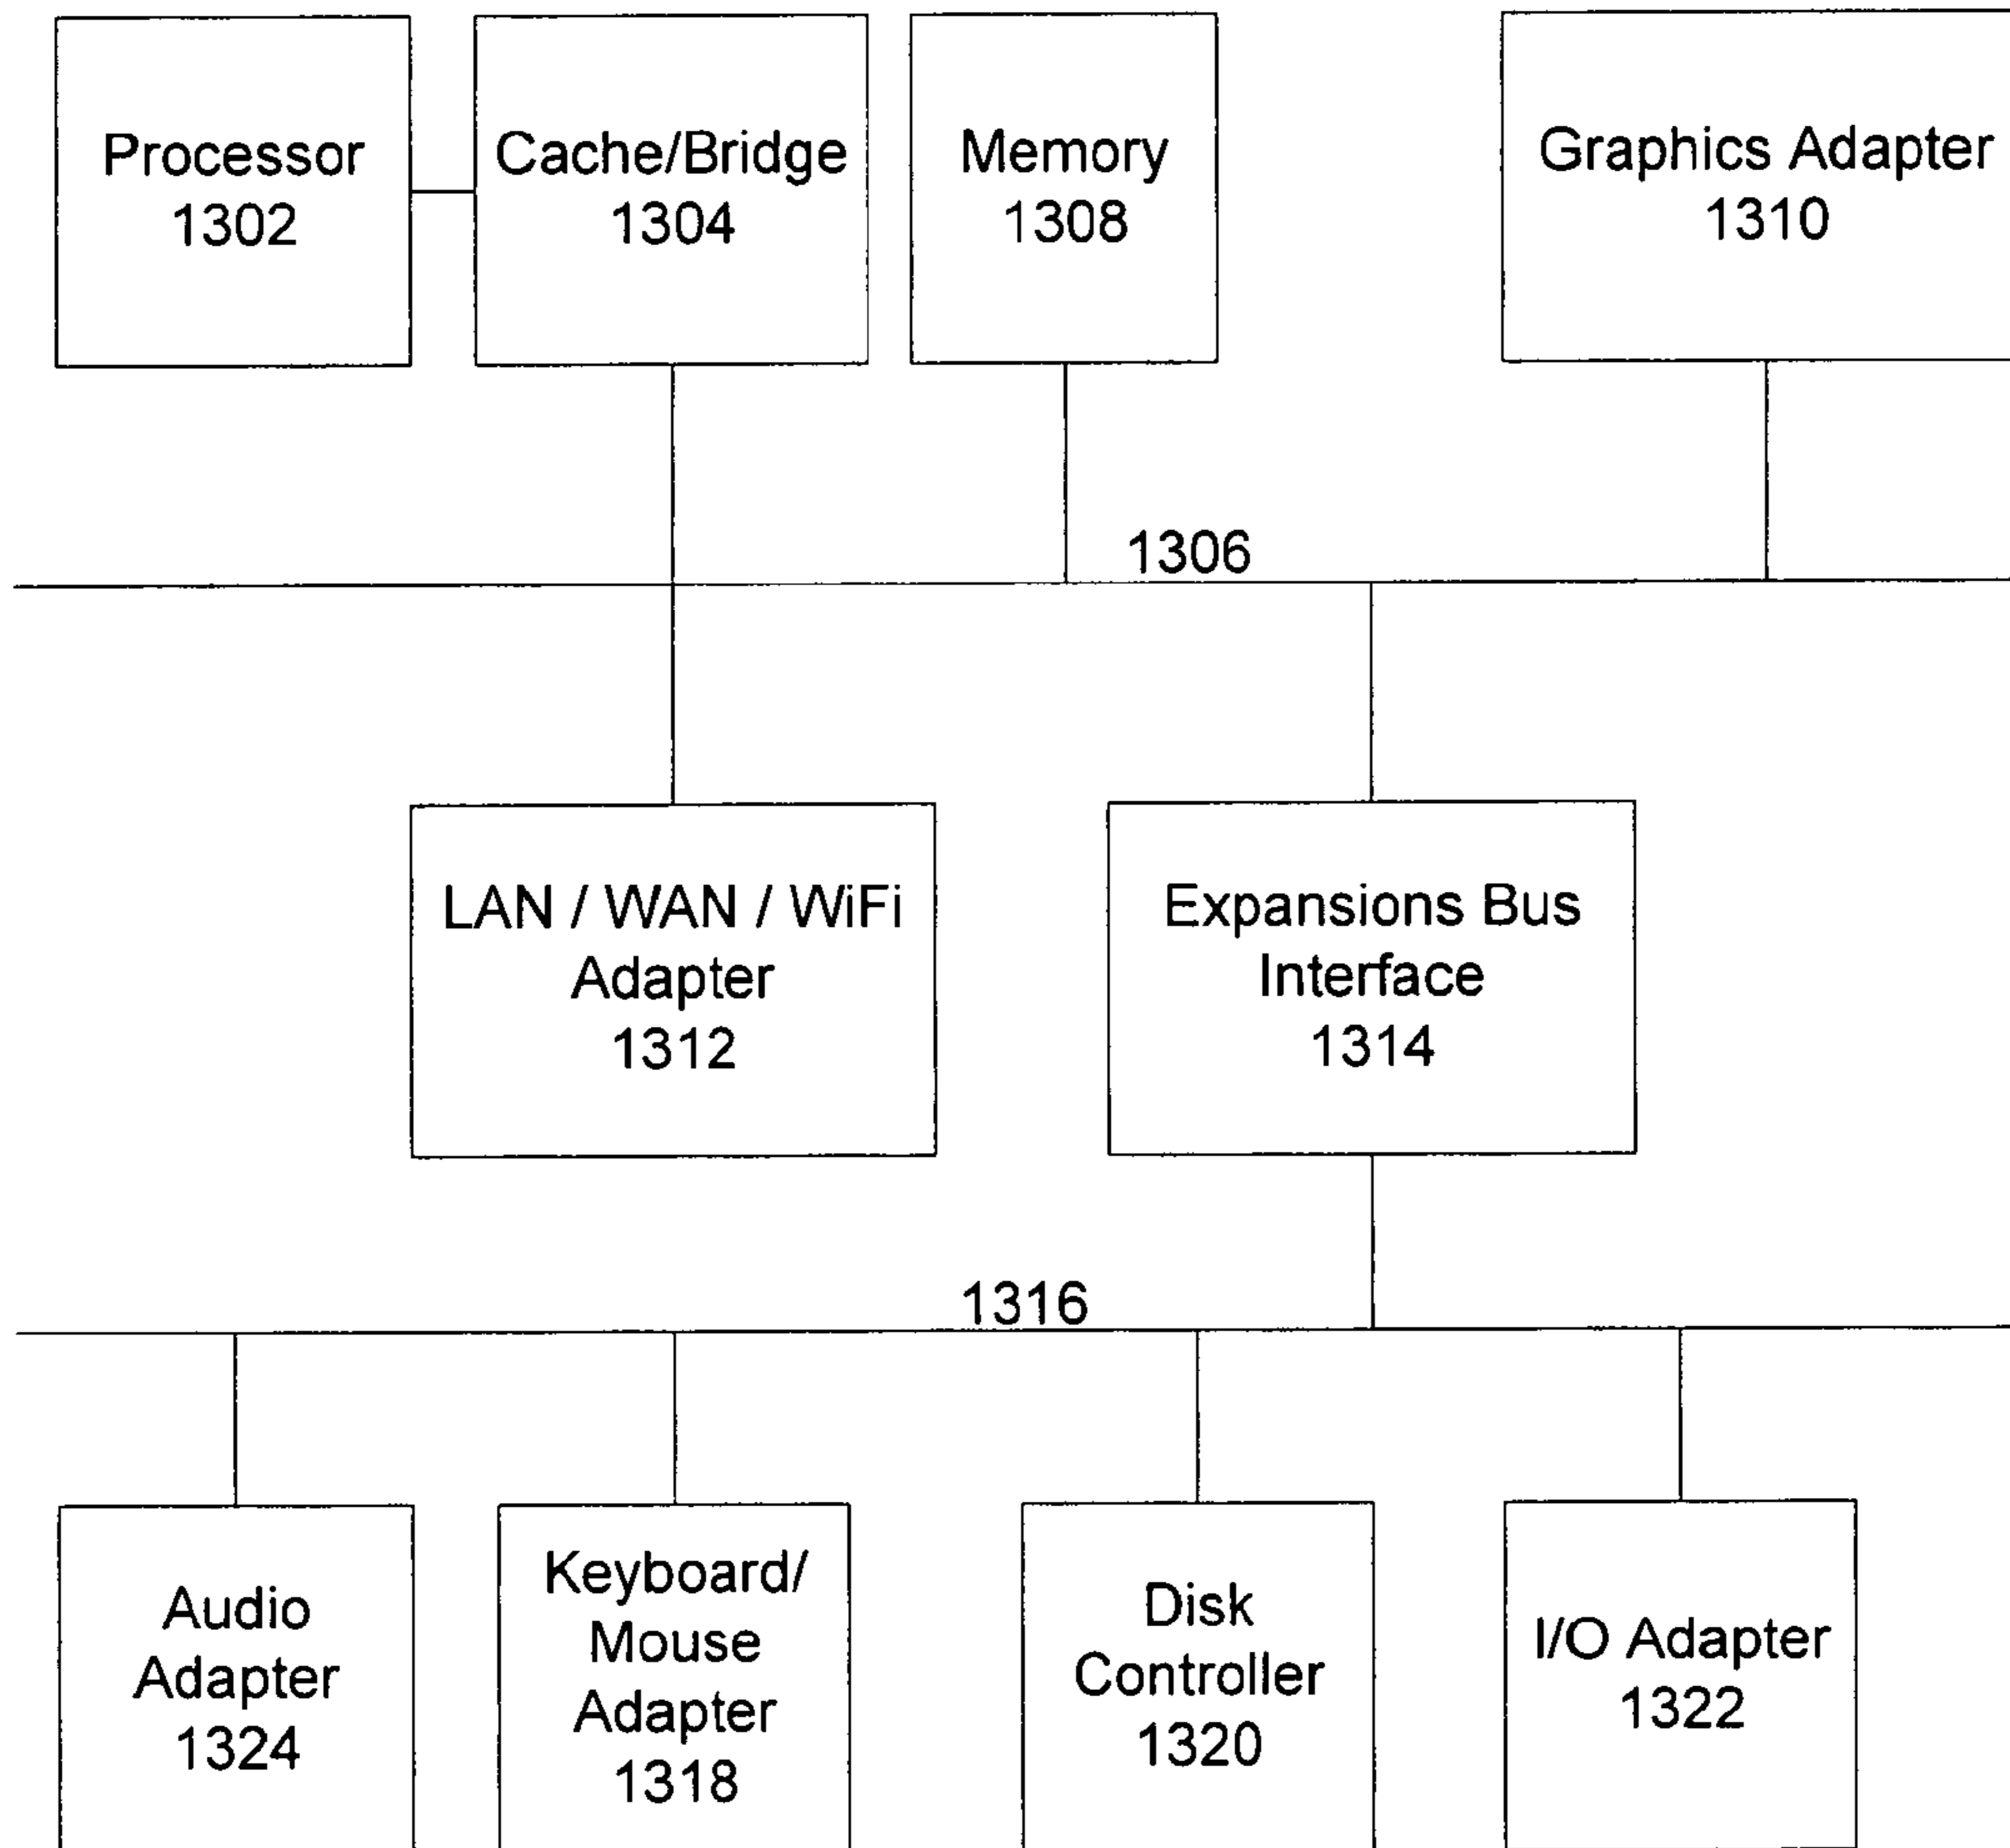 Processor
1302
Cache/Bridge
1304
Memory
1308
Graphics Adapter
1310
1306
LAN / WAN / WiFi
Adapter
1312
Expansions Bus
Interface
1314
1316
Audio
Adapter
1324
Keyboard/
Mouse
Adapter
1318
Disk
Controller
1320
I/O Adapter
1322